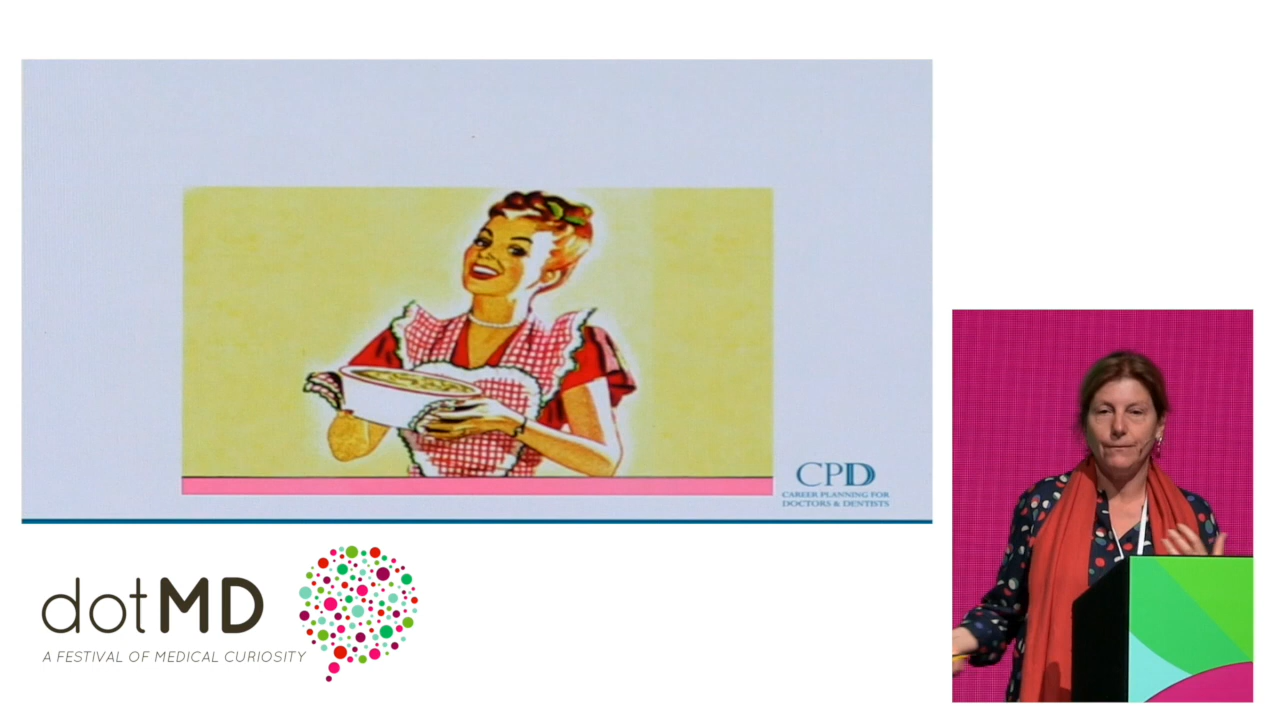 CPD
CAREER PLANNING FOR
DOCTORS & DENTISTS
dotMD
A FESTIVAL OF MEDICAL CURIOSITY